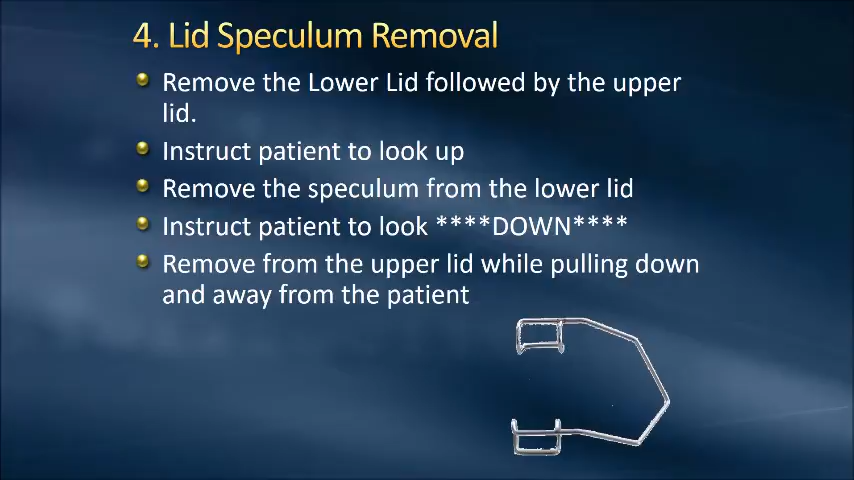 4. Lid Speculum Removal
Remove the Lower Lid followed by the upper
lid.
Instruct patient to look up
Remove the speculum from the lower lid
Instruct patient to look ****DOWN****
Remove from the upper lid while pulling down
and away from the patient